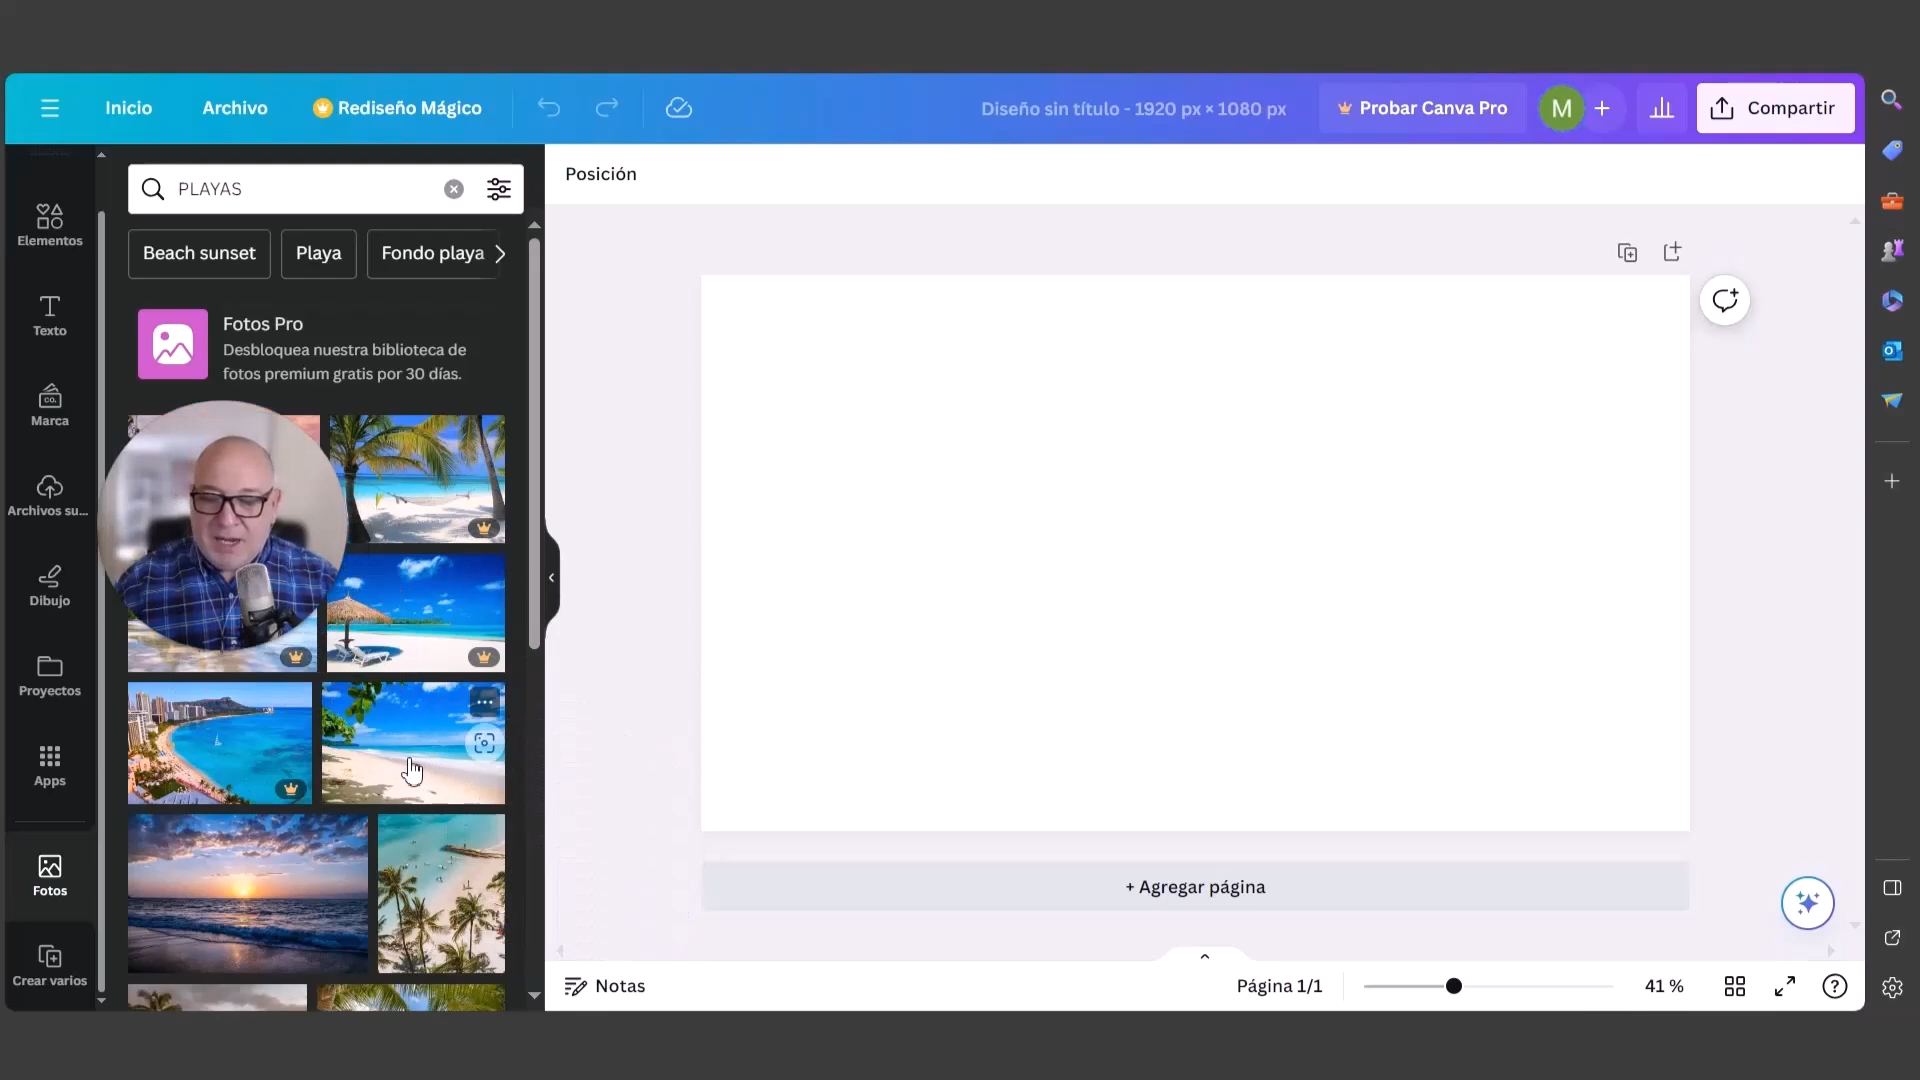 Inicio
Archivo
Rediseño Mágico
Diseño sin título - 1920 px × 1080 px
Probar Canva Pro
M
Compartir
Elementos
Texto
CO.
Marca
Archivos su...
Dibujo
Proyectos
Apps
Fotos
Crear varios
PLAYAS
Beach sunset
Playa
Fondo playa
Fotos Pro
Desbloquea nuestra biblioteca de
fotos premium gratis por 30 días.
Posición
+ Agregar página
Notas
Página 1/1
41 %